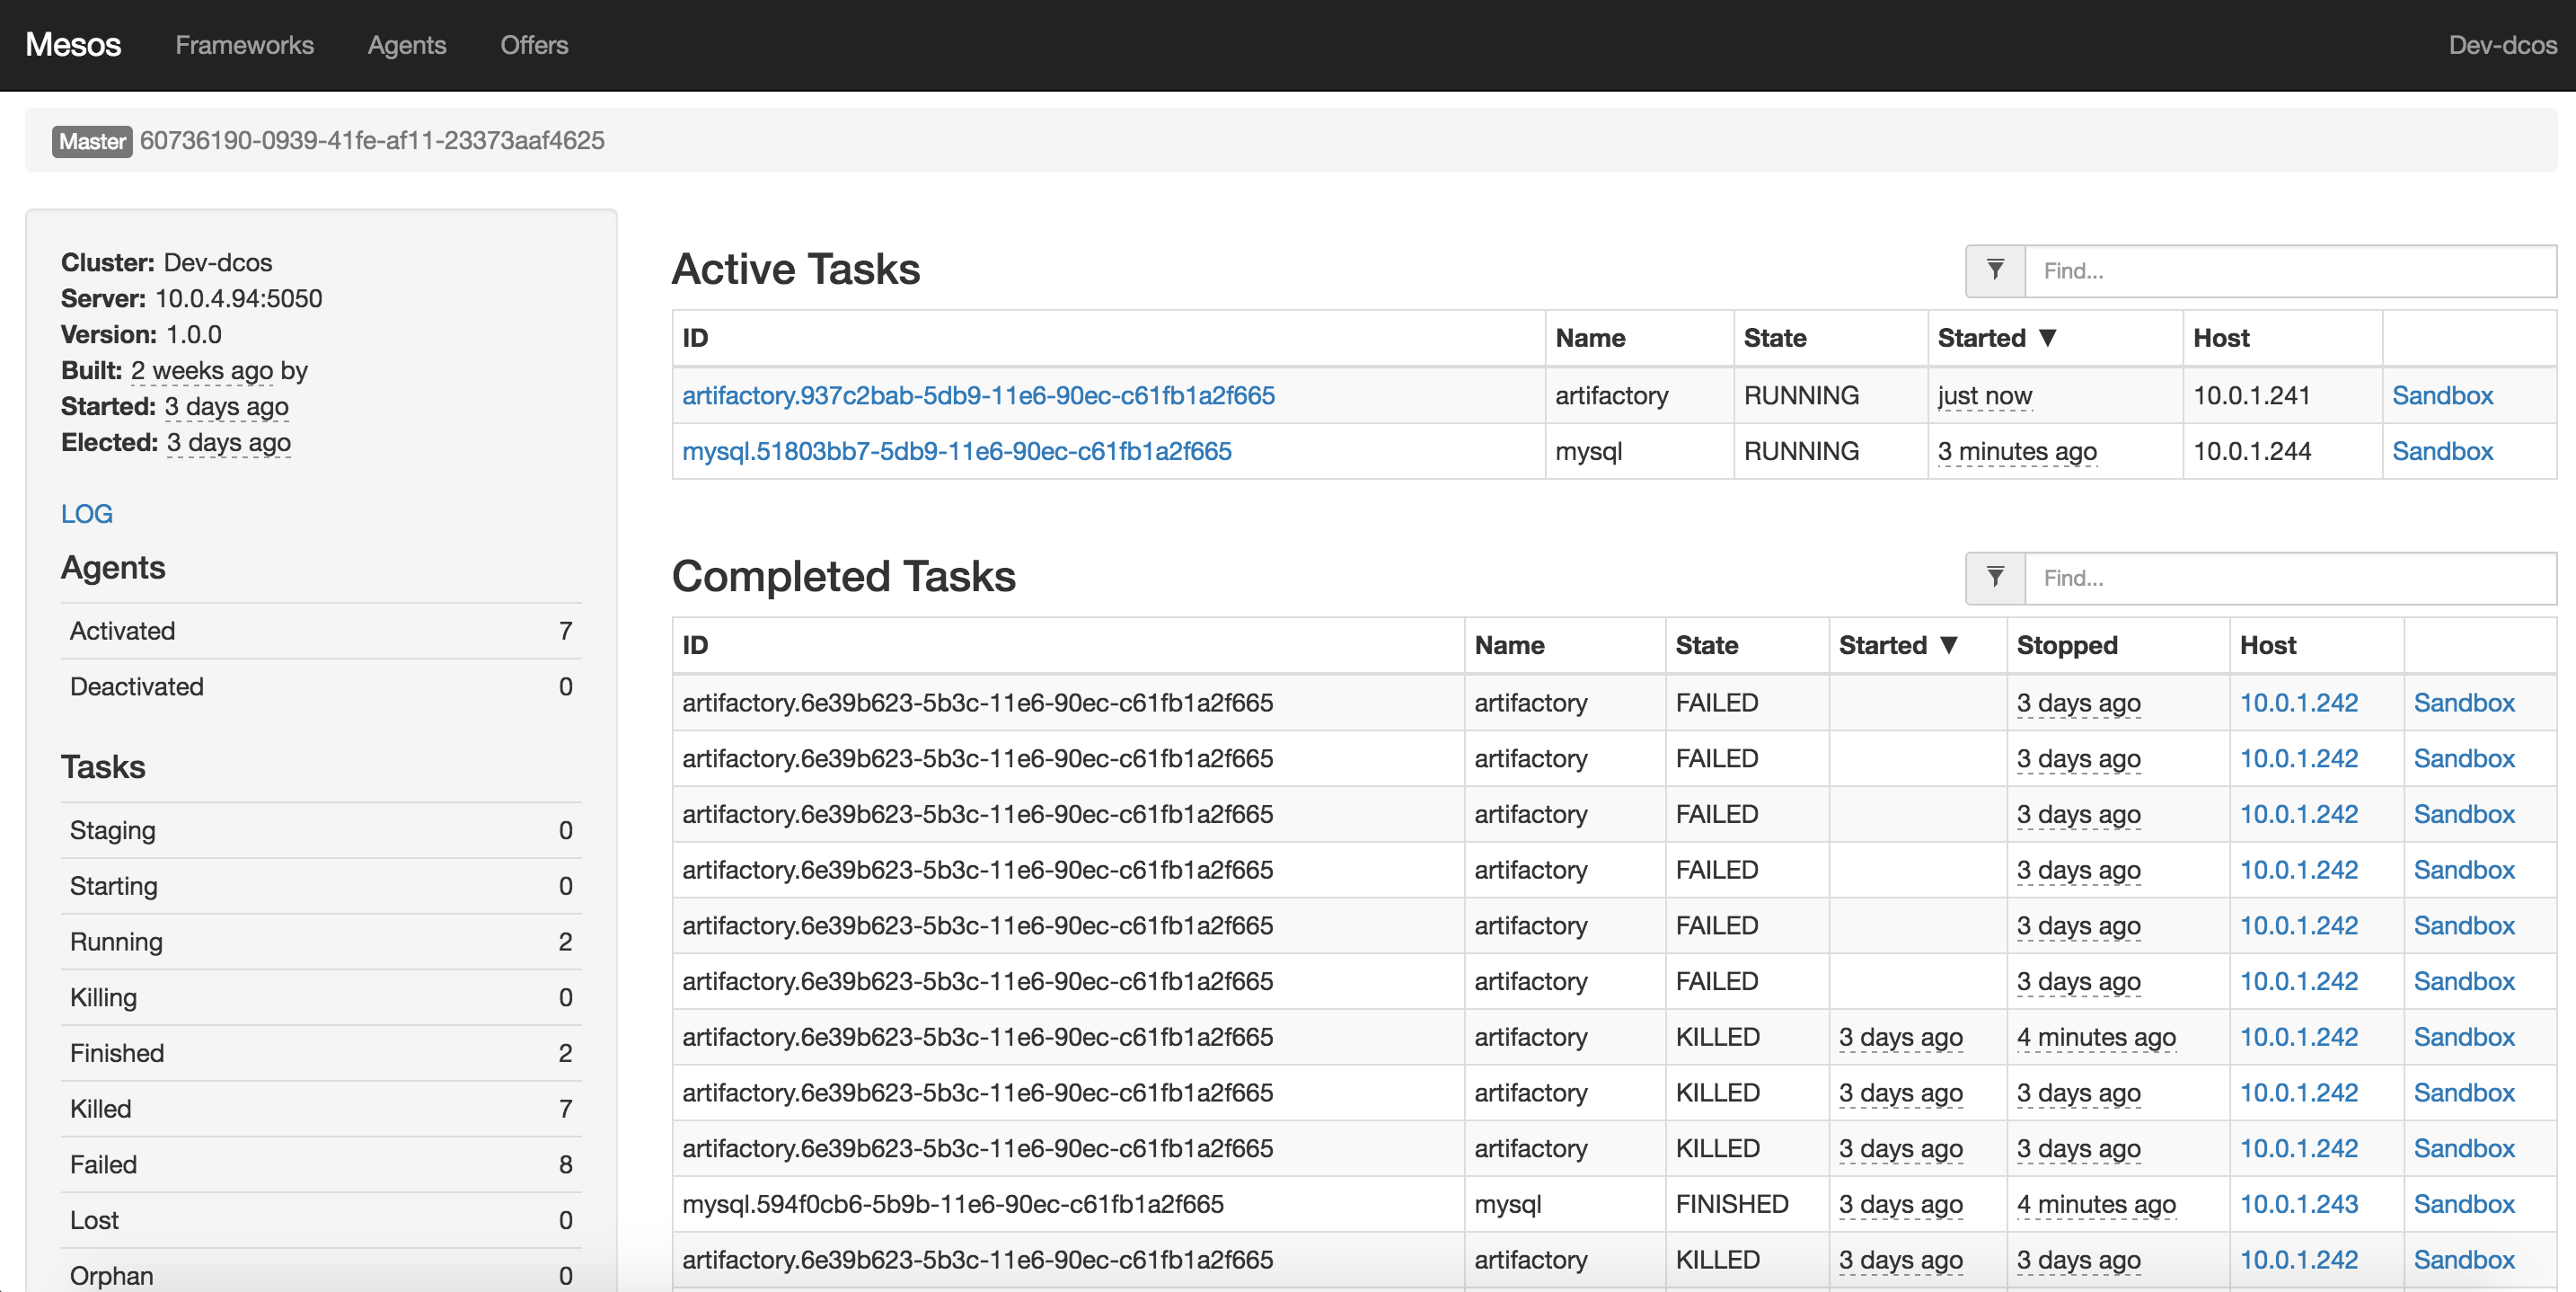 Mesos Frameworks Agents Offers Dev-dcos
Master 60736190-0939-41fe-af11-23373aaf4625
Cluster: Dev-dcos
Server: 10.0.4.94:5050
Version: 1.0.0
Built: 2 weeks ago by
Started: 3 days ago
Elected: 3 days ago
LOG
Agents
Activated 7
Deactivated 0
Tasks
Staging 0
Starting 0
Running 2
Killing 0
Finished 2
Killed 7
Failed 8
Lost 0
Orphan 0
Active Tasks Find...
ID Name State Started ▼ Host
artifactory.937c2bab-5db9-11e6-90ec-c61fb1a2f665 artifactory RUNNING just now 10.0.1.241 Sandbox
mysql.51803bb7-5db9-11e6-90ec-c61fb1a2f665 mysql RUNNING 3 minutes ago 10.0.1.244 Sandbox
Completed Tasks Find...
ID Name State Started ▼ Stopped Host
artifactory.6e39b623-5b3c-11e6-90ec-c61fb1a2f665 artifactory FAILED 3 days ago 10.0.1.242 Sandbox
artifactory.6e39b623-5b3c-11e6-90ec-c61fb1a2f665 artifactory FAILED 3 days ago 10.0.1.242 Sandbox
artifactory.6e39b623-5b3c-11e6-90ec-c61fb1a2f665 artifactory FAILED 3 days ago 10.0.1.242 Sandbox
artifactory.6e39b623-5b3c-11e6-90ec-c61fb1a2f665 artifactory FAILED 3 days ago 10.0.1.242 Sandbox
artifactory.6e39b623-5b3c-11e6-90ec-c61fb1a2f665 artifactory FAILED 3 days ago 10.0.1.242 Sandbox
artifactory.6e39b623-5b3c-11e6-90ec-c61fb1a2f665 artifactory FAILED 3 days ago 10.0.1.242 Sandbox
artifactory.6e39b623-5b3c-11e6-90ec-c61fb1a2f665 artifactory KILLED 3 days ago 4 minutes ago 10.0.1.242 Sandbox
artifactory.6e39b623-5b3c-11e6-90ec-c61fb1a2f665 artifactory KILLED 3 days ago 3 days ago 10.0.1.242 Sandbox
artifactory.6e39b623-5b3c-11e6-90ec-c61fb1a2f665 artifactory KILLED 3 days ago 3 days ago 10.0.1.242 Sandbox
mysql.594f0cb6-5b9b-11e6-90ec-c61fb1a2f665 mysql FINISHED 3 days ago 4 minutes ago 10.0.1.243 Sandbox
artifactory.6e39b623-5b3c-11e6-90ec-c61fb1a2f665 artifactory KILLED 3 days ago 3 days ago 10.0.1.242 Sandbox